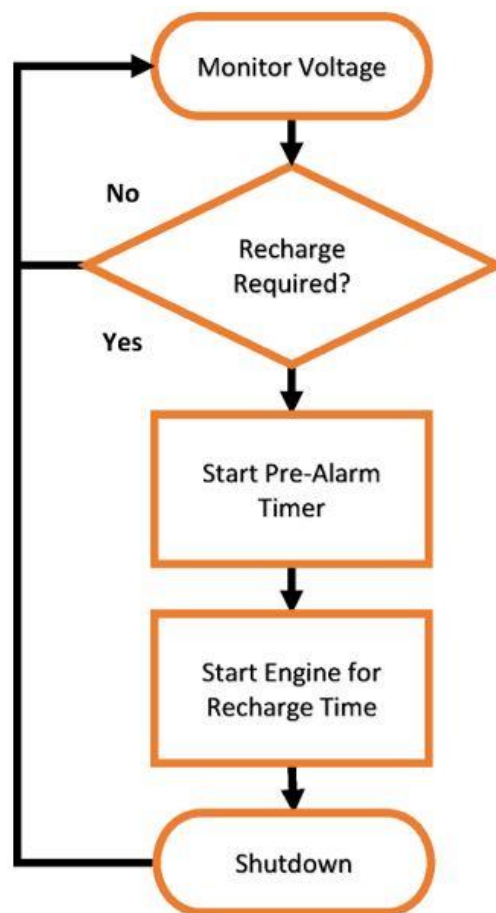 Monitor Voltage
No
Recharge
Required?
Yes
Start Pre-Alarm
Timer
Start Engine for
Recharge Time
Shutdown